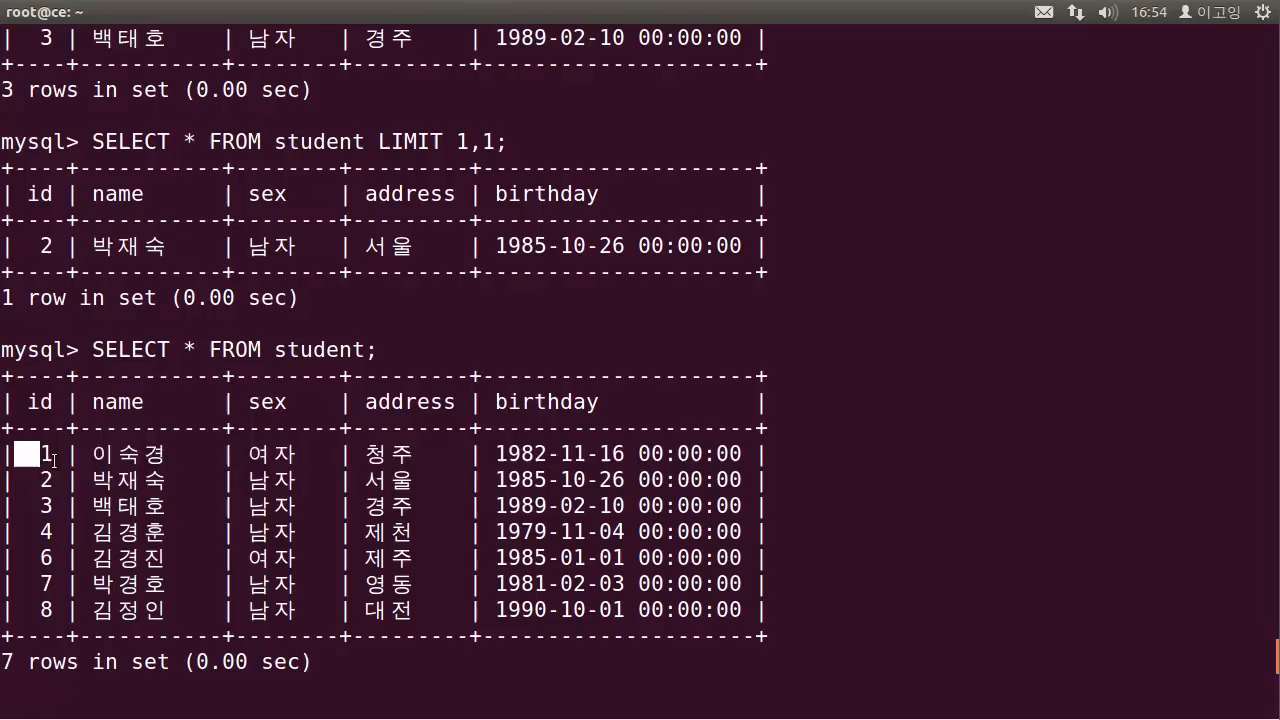 root@ce: ~ 16:54 이고잉
| 3 | 백태호 | 남자 | 경주 | 1989-02-10 00:00:00 |
+----+-----------+--------+---------+---------------------+
3 rows in set (0.00 sec)
mysql> SELECT * FROM student LIMIT 1,1;
+----+-----------+--------+---------+---------------------+
| id | name | sex | address | birthday |
+----+-----------+--------+---------+---------------------+
| 2 | 박재숙 | 남자 | 서울 | 1985-10-26 00:00:00 |
+----+-----------+--------+---------+---------------------+
1 row in set (0.00 sec)
mysql> SELECT * FROM student;
+----+-----------+--------+---------+---------------------+
| id | name | sex | address | birthday |
+----+-----------+--------+---------+---------------------+
| 1 | 이숙경 | 여자 | 청주 | 1982-11-16 00:00:00 |
| 2 | 박재숙 | 남자 | 서울 | 1985-10-26 00:00:00 |
| 3 | 백태호 | 남자 | 경주 | 1989-02-10 00:00:00 |
| 4 | 김경훈 | 남자 | 제천 | 1979-11-04 00:00:00 |
| 6 | 김경진 | 여자 | 제주 | 1985-01-01 00:00:00 |
| 7 | 박경호 | 남자 | 영동 | 1981-02-03 00:00:00 |
| 8 | 김정인 | 남자 | 대전 | 1990-10-01 00:00:00 |
+----+-----------+--------+---------+---------------------+
7 rows in set (0.00 sec)